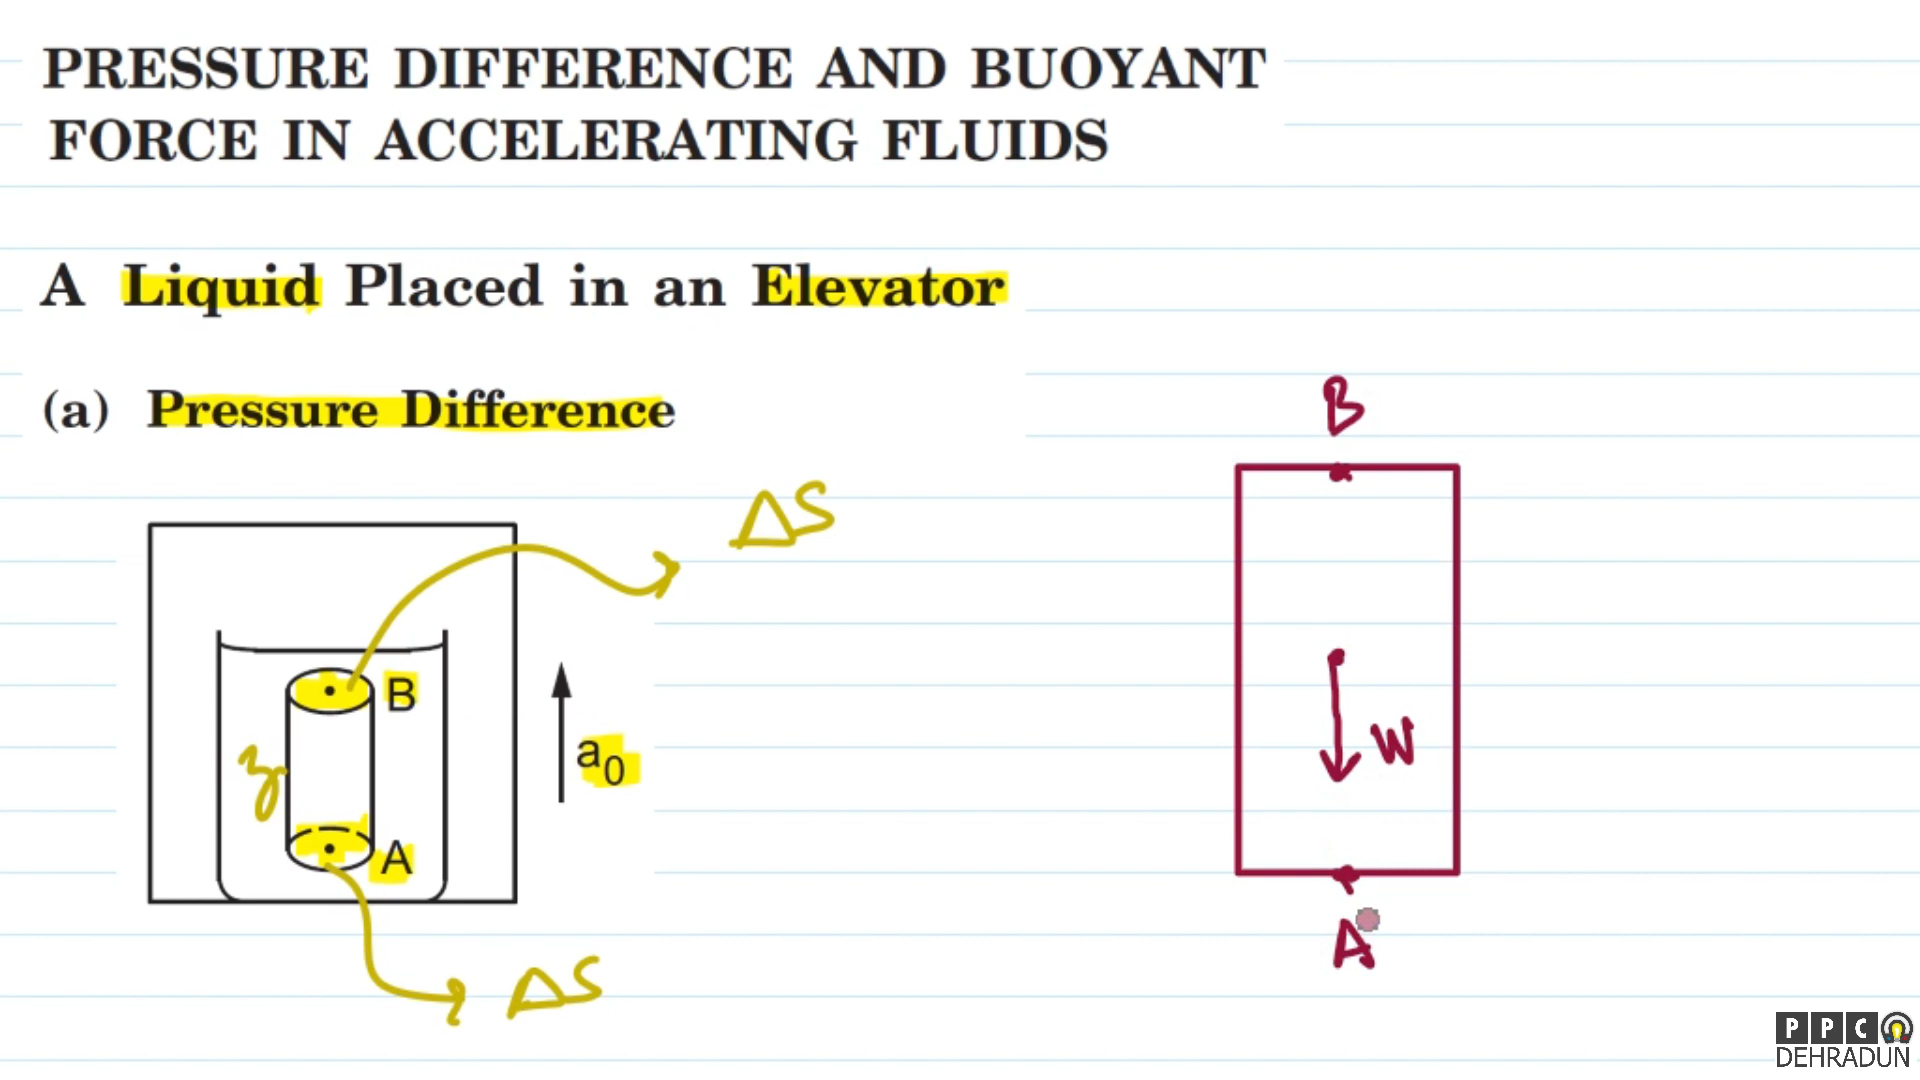 PRESSURE DIFFERENCE AND BUOYANT
FORCE IN ACCELERATING FLUIDS
A Liquid Placed in an Elevator
(a) Pressure Difference
B
ΔS
B
a₀
W
A
ΔS
A
PPC
DEHRADUN